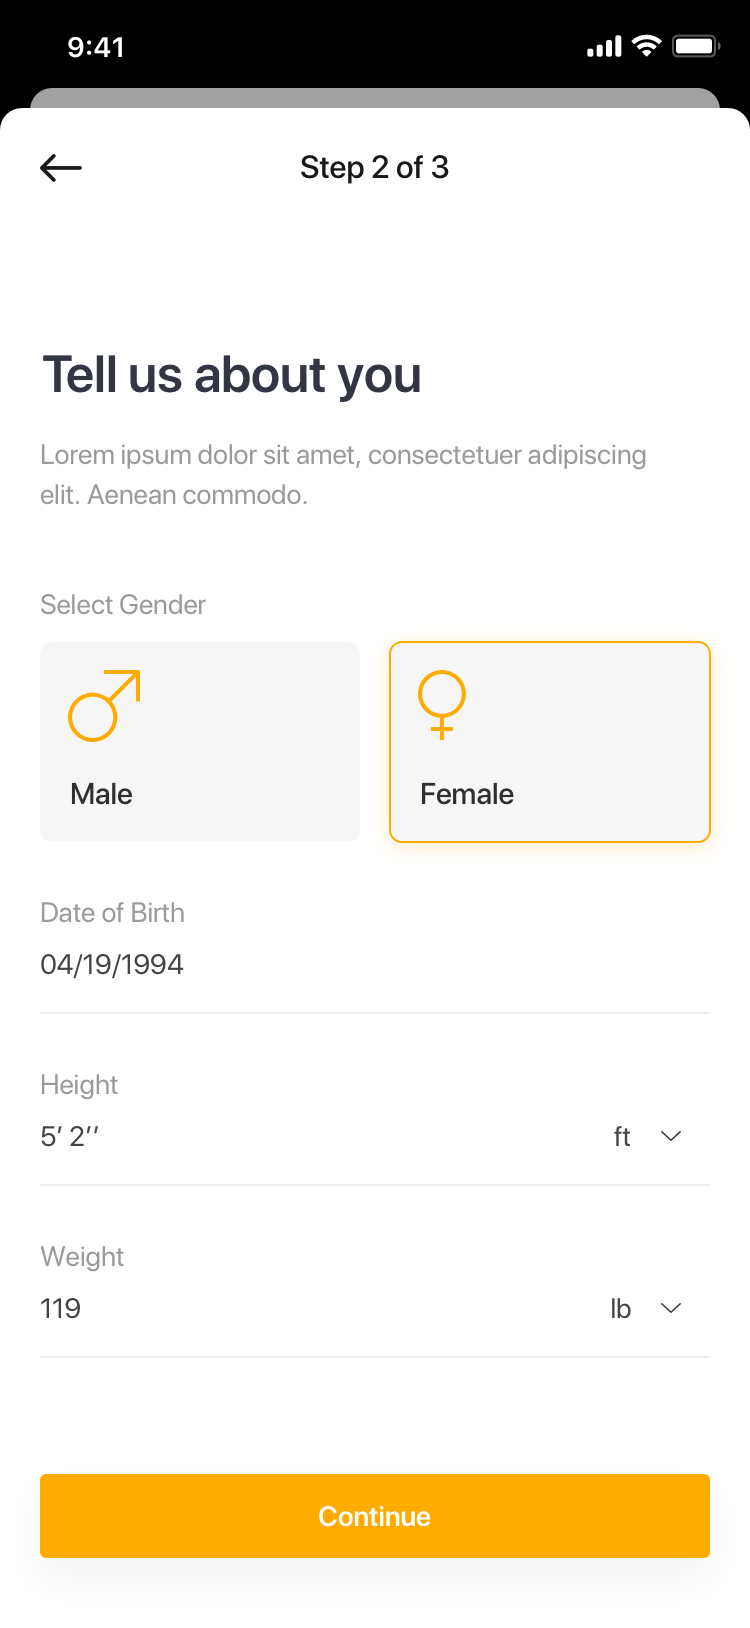 9:41
Step 2 of 3
Tell us about you
Lorem ipsum dolor sit amet, consectetuer adipiscing
elit. Aenean commodo.
Select Gender
Male
Female
Date of Birth
04/19/1994
Height
5′ 2′′
ft
Weight
119
lb
Continue